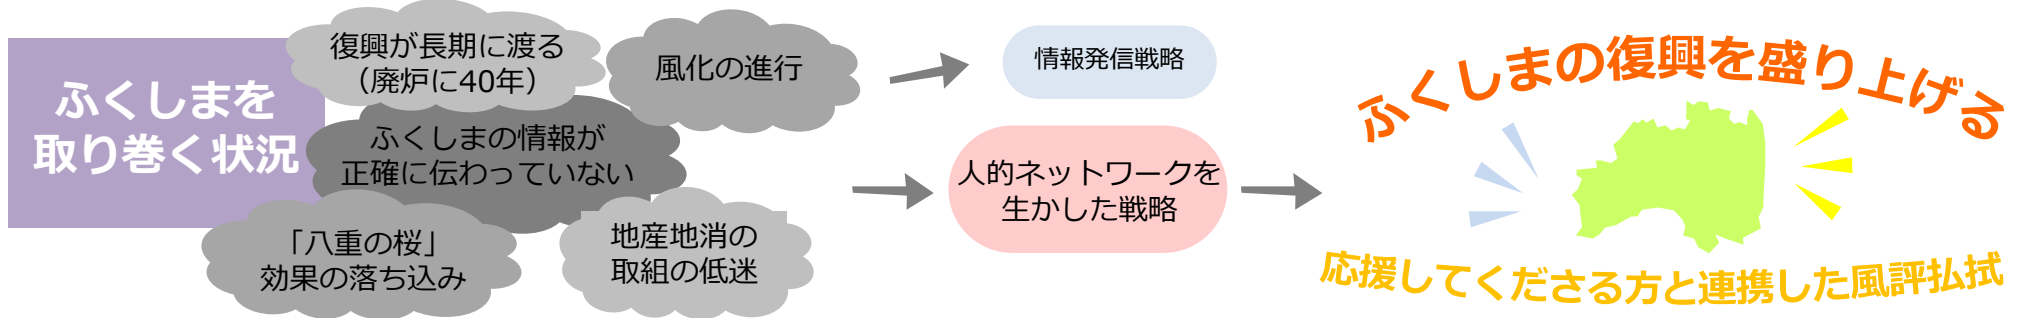 ふくしまを
取り巻く状況
復興が長期に渡る
（廃炉に40年）
風化の進行
ふくしまの情報が
正確に伝わっていない
「八重の桜」
効果の落ち込み
地産地消の
取組の低迷
情報発信戦略
人的ネットワークを
生かした戦略
ふくしまの復興を盛り上げる
応援してくださる方と連携した風評払拭